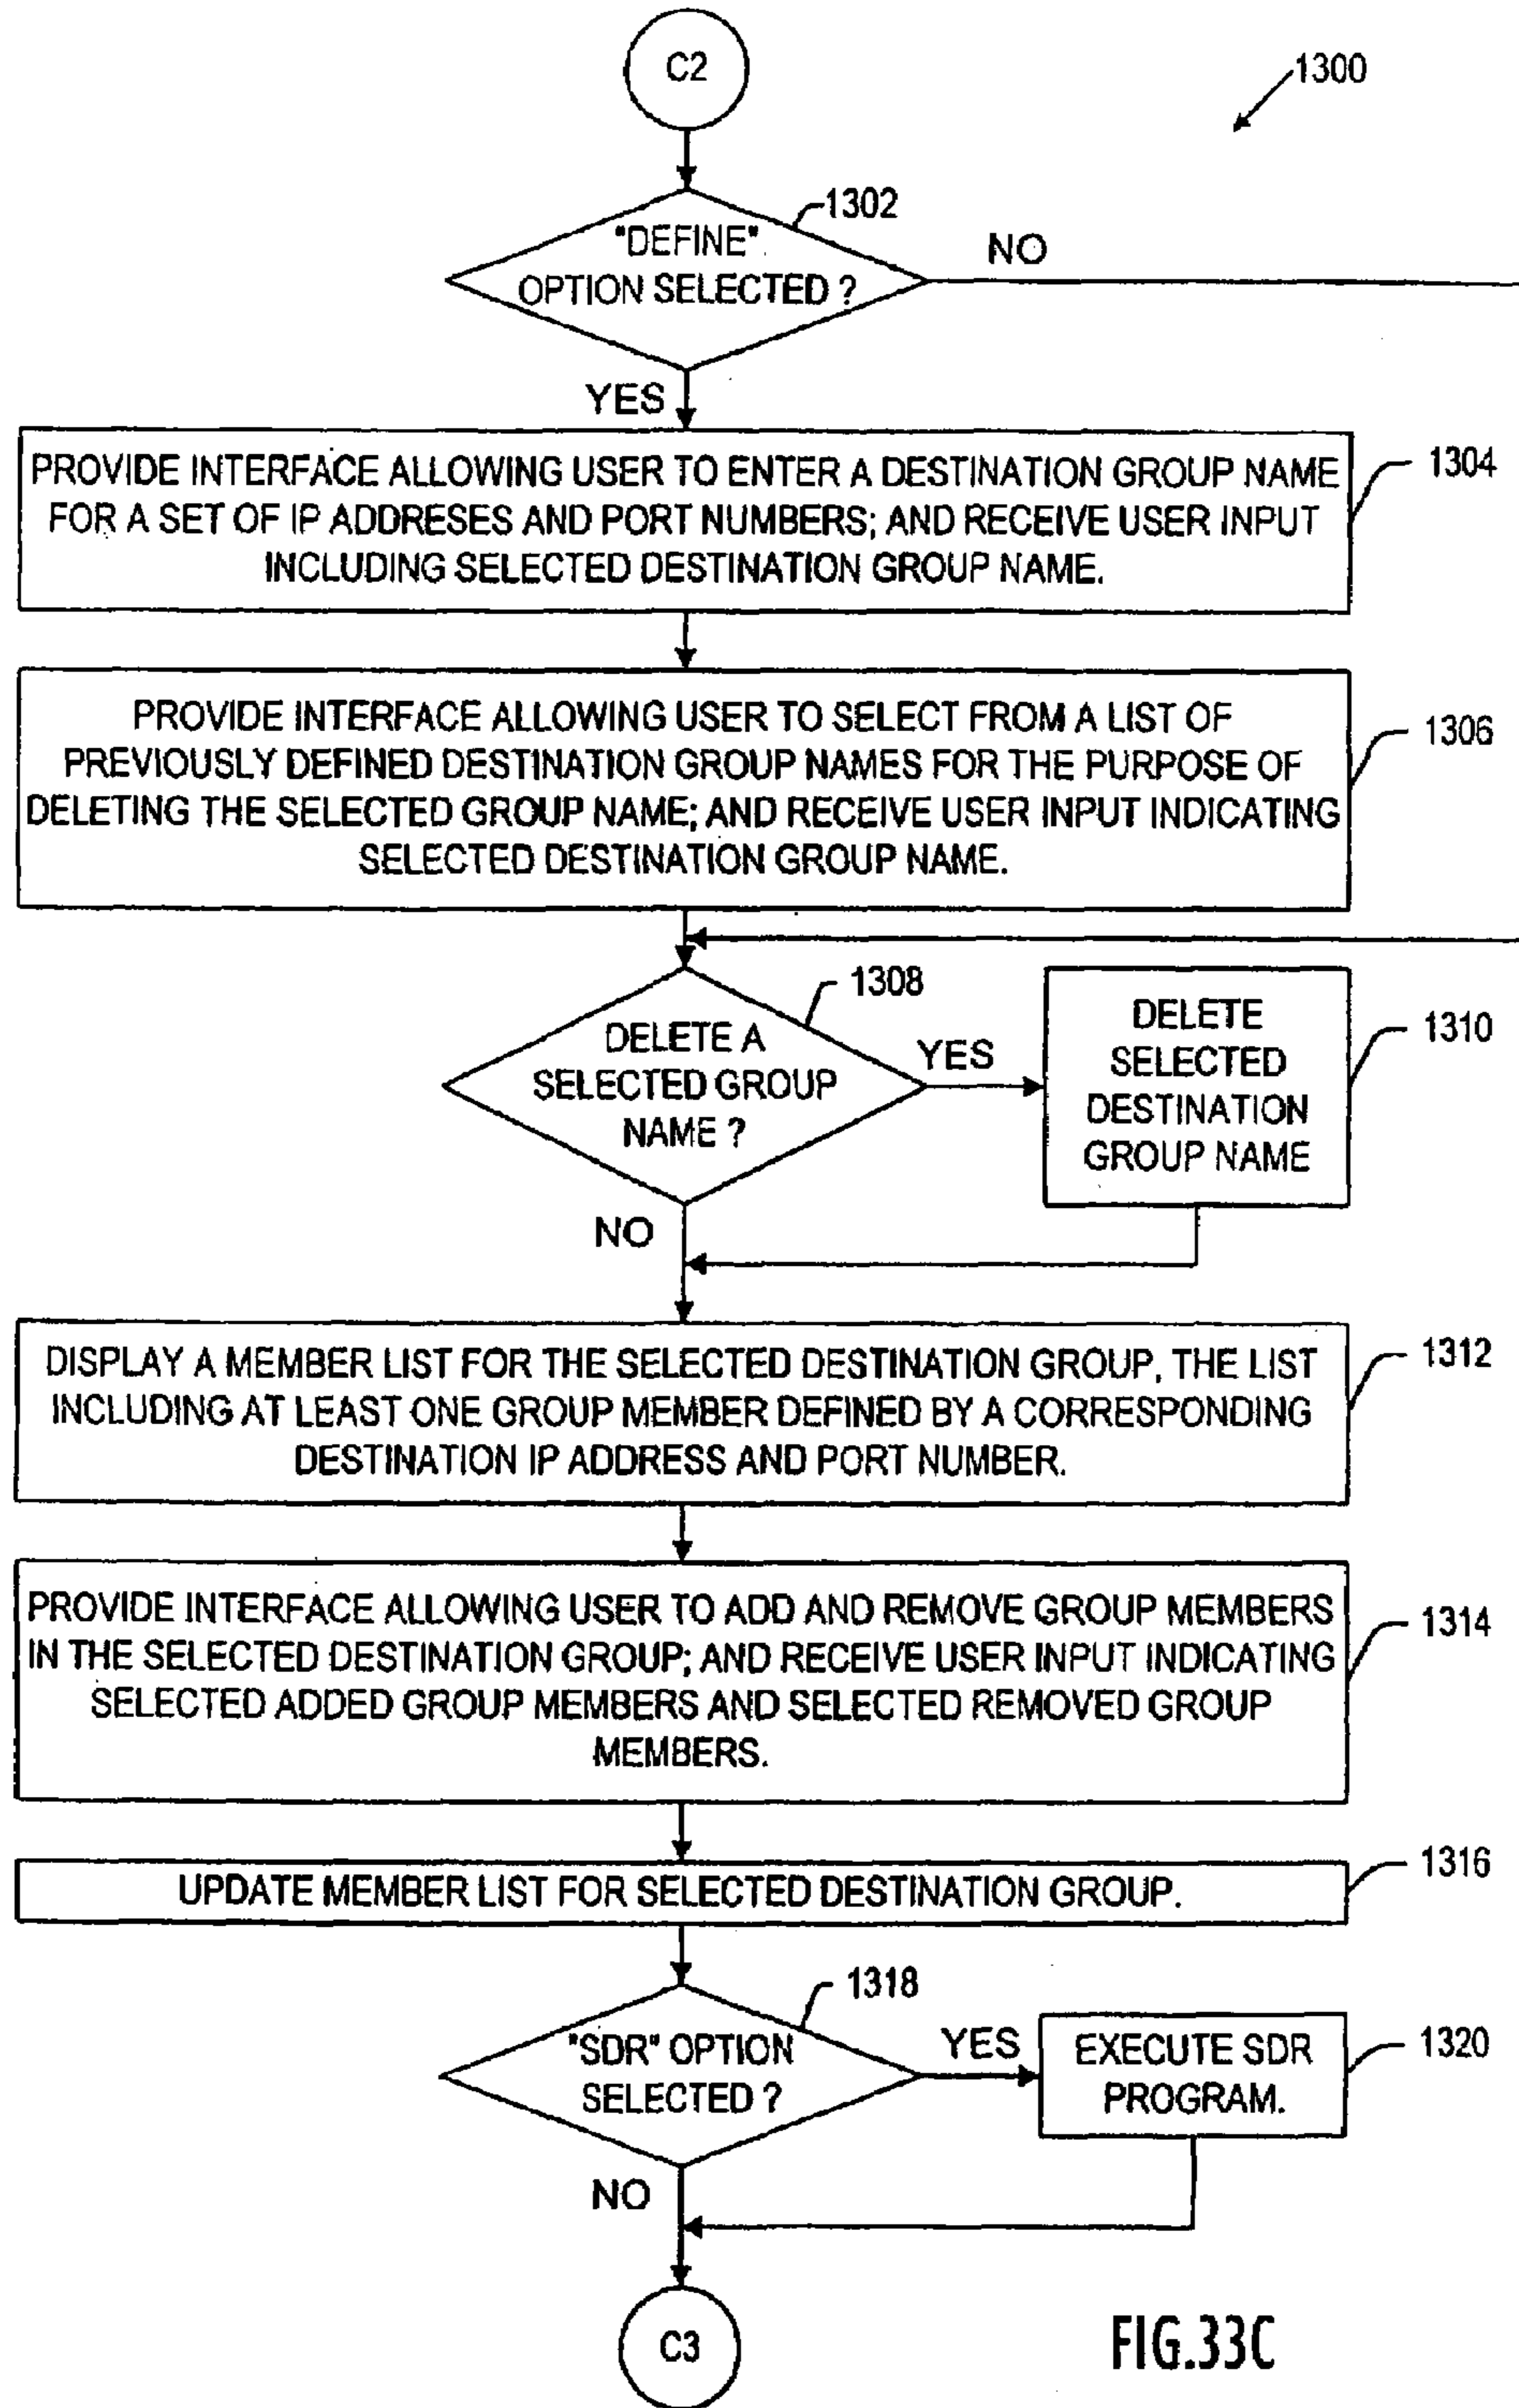 C2
1300
1302
"DEFINE"
OPTION SELECTED ?
NO
YES
PROVIDE INTERFACE ALLOWING USER TO ENTER A DESTINATION GROUP NAME
FOR A SET OF IP ADDRESES AND PORT NUMBERS; AND RECEIVE USER INPUT
INCLUDING SELECTED DESTINATION GROUP NAME.
1304
PROVIDE INTERFACE ALLOWING USER TO SELECT FROM A LIST OF
PREVIOUSLY DEFINED DESTINATION GROUP NAMES FOR THE PURPOSE OF
DELETING THE SELECTED GROUP NAME; AND RECEIVE USER INPUT INDICATING
SELECTED DESTINATION GROUP NAME.
1306
1308
DELETE A
SELECTED GROUP
NAME ?
YES
DELETE
SELECTED
DESTINATION
GROUP NAME
1310
NO
DISPLAY A MEMBER LIST FOR THE SELECTED DESTINATION GROUP, THE LIST
INCLUDING AT LEAST ONE GROUP MEMBER DEFINED BY A CORRESPONDING
DESTINATION IP ADDRESS AND PORT NUMBER.
1312
PROVIDE INTERFACE ALLOWING USER TO ADD AND REMOVE GROUP MEMBERS
IN THE SELECTED DESTINATION GROUP; AND RECEIVE USER INPUT INDICATING
SELECTED ADDED GROUP MEMBERS AND SELECTED REMOVED GROUP
MEMBERS.
1314
UPDATE MEMBER LIST FOR SELECTED DESTINATION GROUP.
1316
1318
"SDR" OPTION
SELECTED ?
YES
EXECUTE SDR
PROGRAM.
1320
NO
C3
FIG.33C